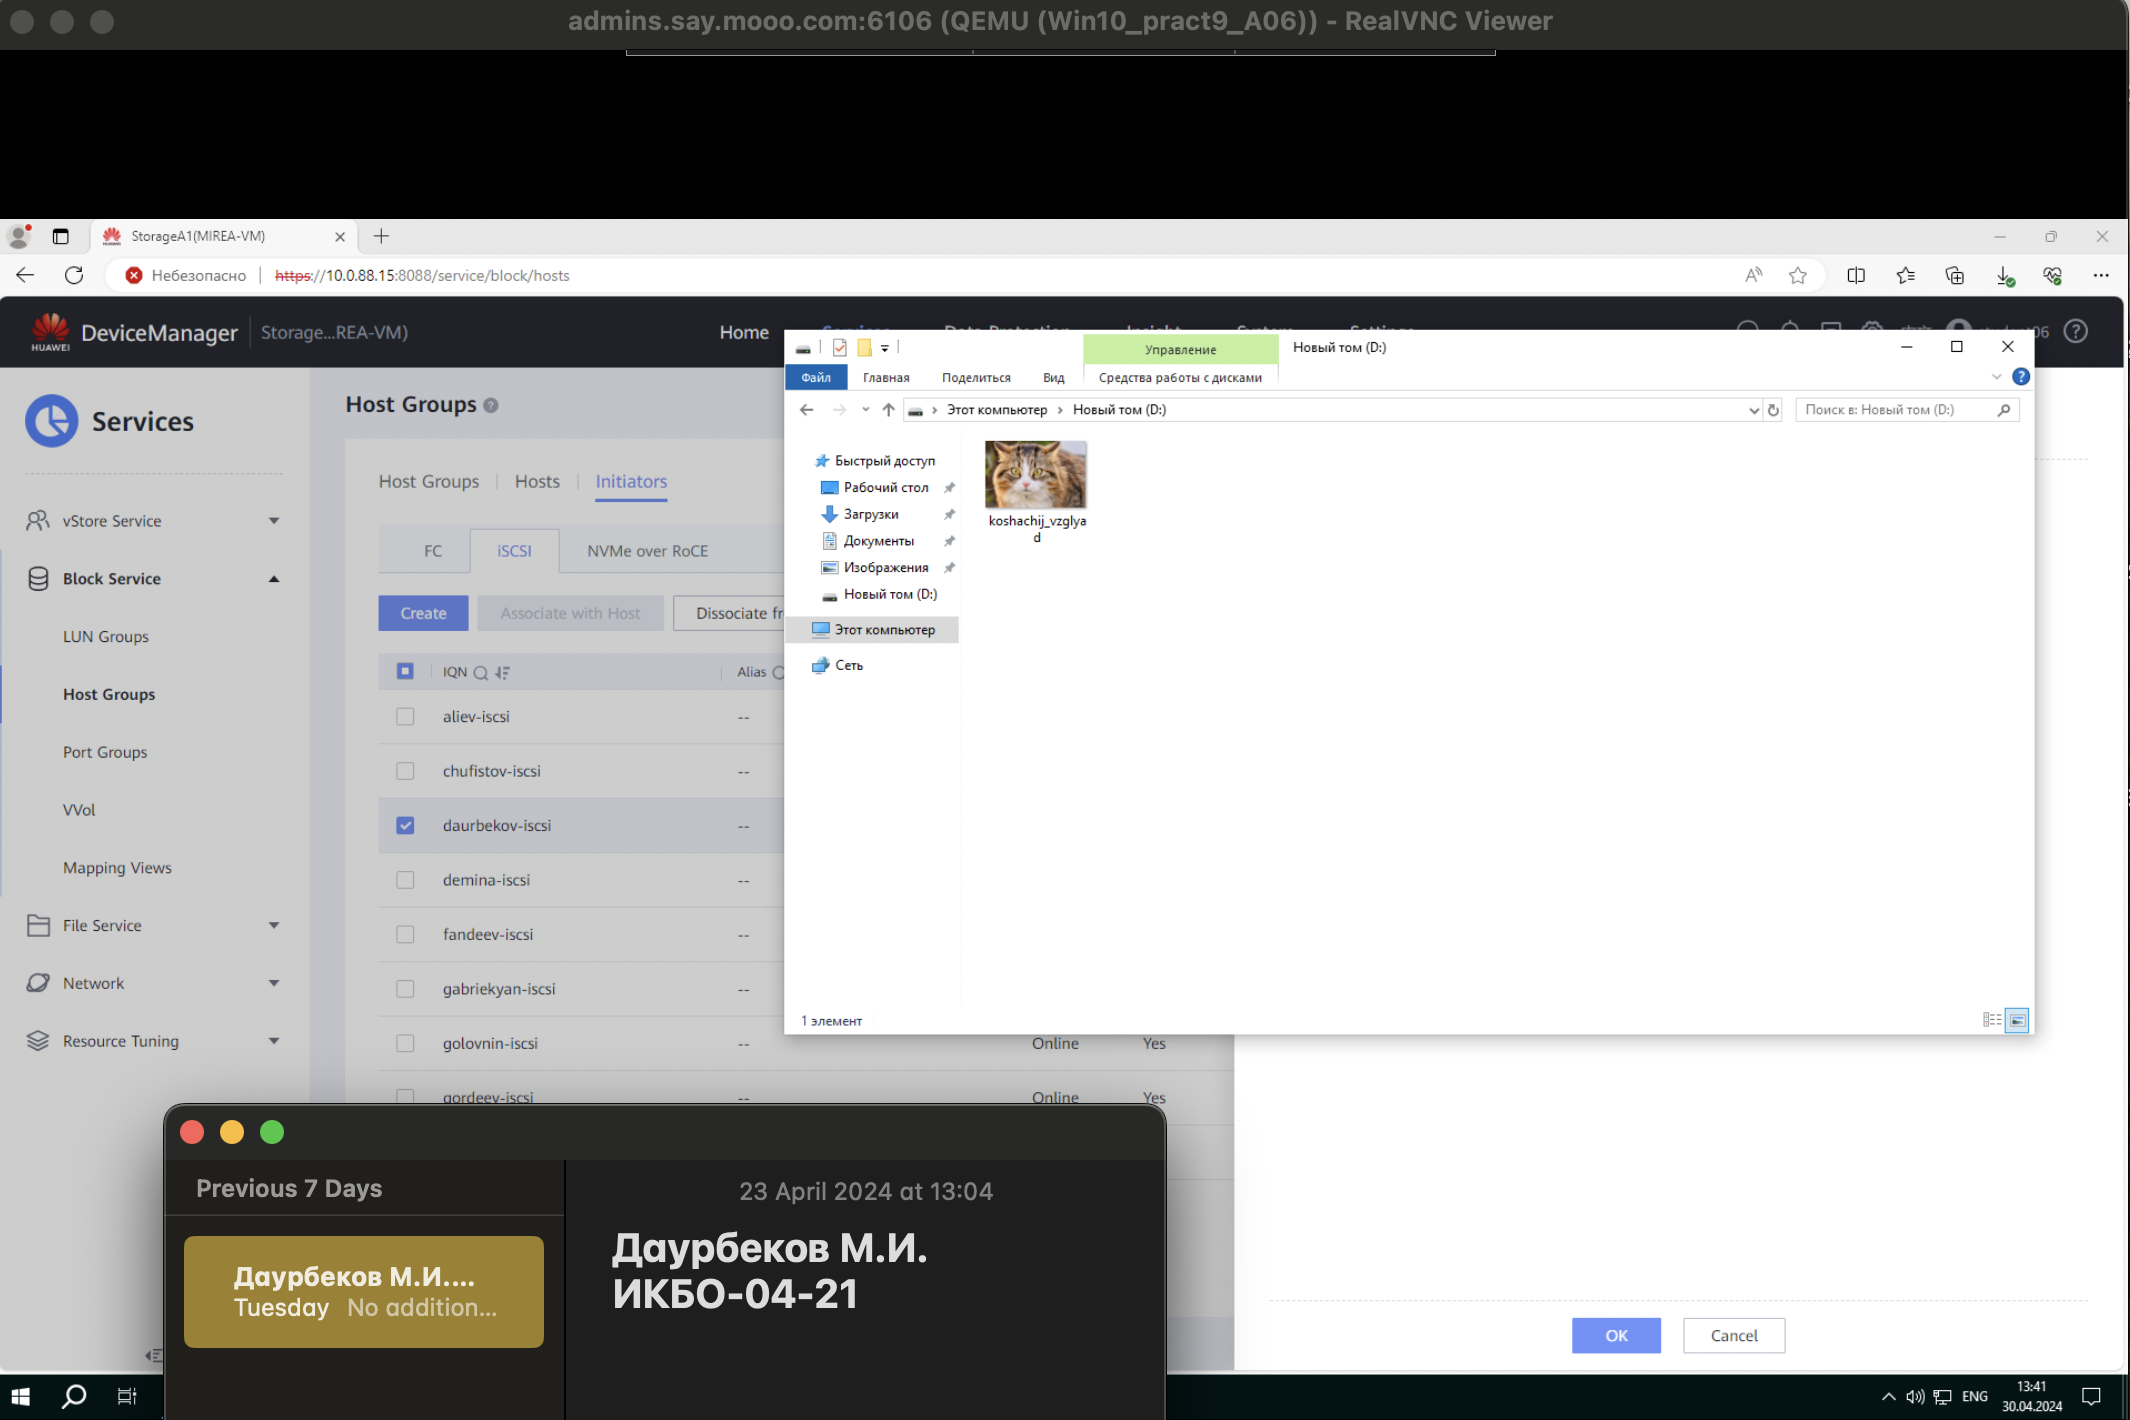 admins.say.mooo.com:6106 (QEMU (Win10_pract9_A06)) - RealVNC Viewer
StorageA1(MIREA-VM)
Небезопасно https://10.0.88.15:8088/service/block/hosts
HUAWEI DeviceManager Storage...REA-VM) Home
Services
vStore Service
Block Service
LUN Groups
Host Groups
Port Groups
VVol
Mapping Views
File Service
Network
Resource Tuning
Host Groups
Host Groups Hosts Initiators
FC iSCSI NVMe over RoCE
Create Associate with Host Dissociate fr
IQN Alias
aliev-iscsi --
chufistov-iscsi --
daurbekov-iscsi --
demina-iscsi --
fandeev-iscsi --
gabriekyan-iscsi --
golovnin-iscsi -- Online Yes
gordeev-iscsi -- Online Yes
Управление Новый том (D:)
Файл Главная Поделиться Вид Средства работы с дисками
Этот компьютер Новый том (D:) Поиск в: Новый том (D:)
Быстрый доступ
Рабочий стол
Загрузки
Документы
Изображения
Новый том (D:)
Этот компьютер
Сеть
koshachij_vzglya
d
1 элемент
OK Cancel
Previous 7 Days
Даурбеков М.И....
Tuesday No addition...
23 April 2024 at 13:04
Даурбеков М.И.
ИКБО-04-21
ENG
13:41
30.04.2024